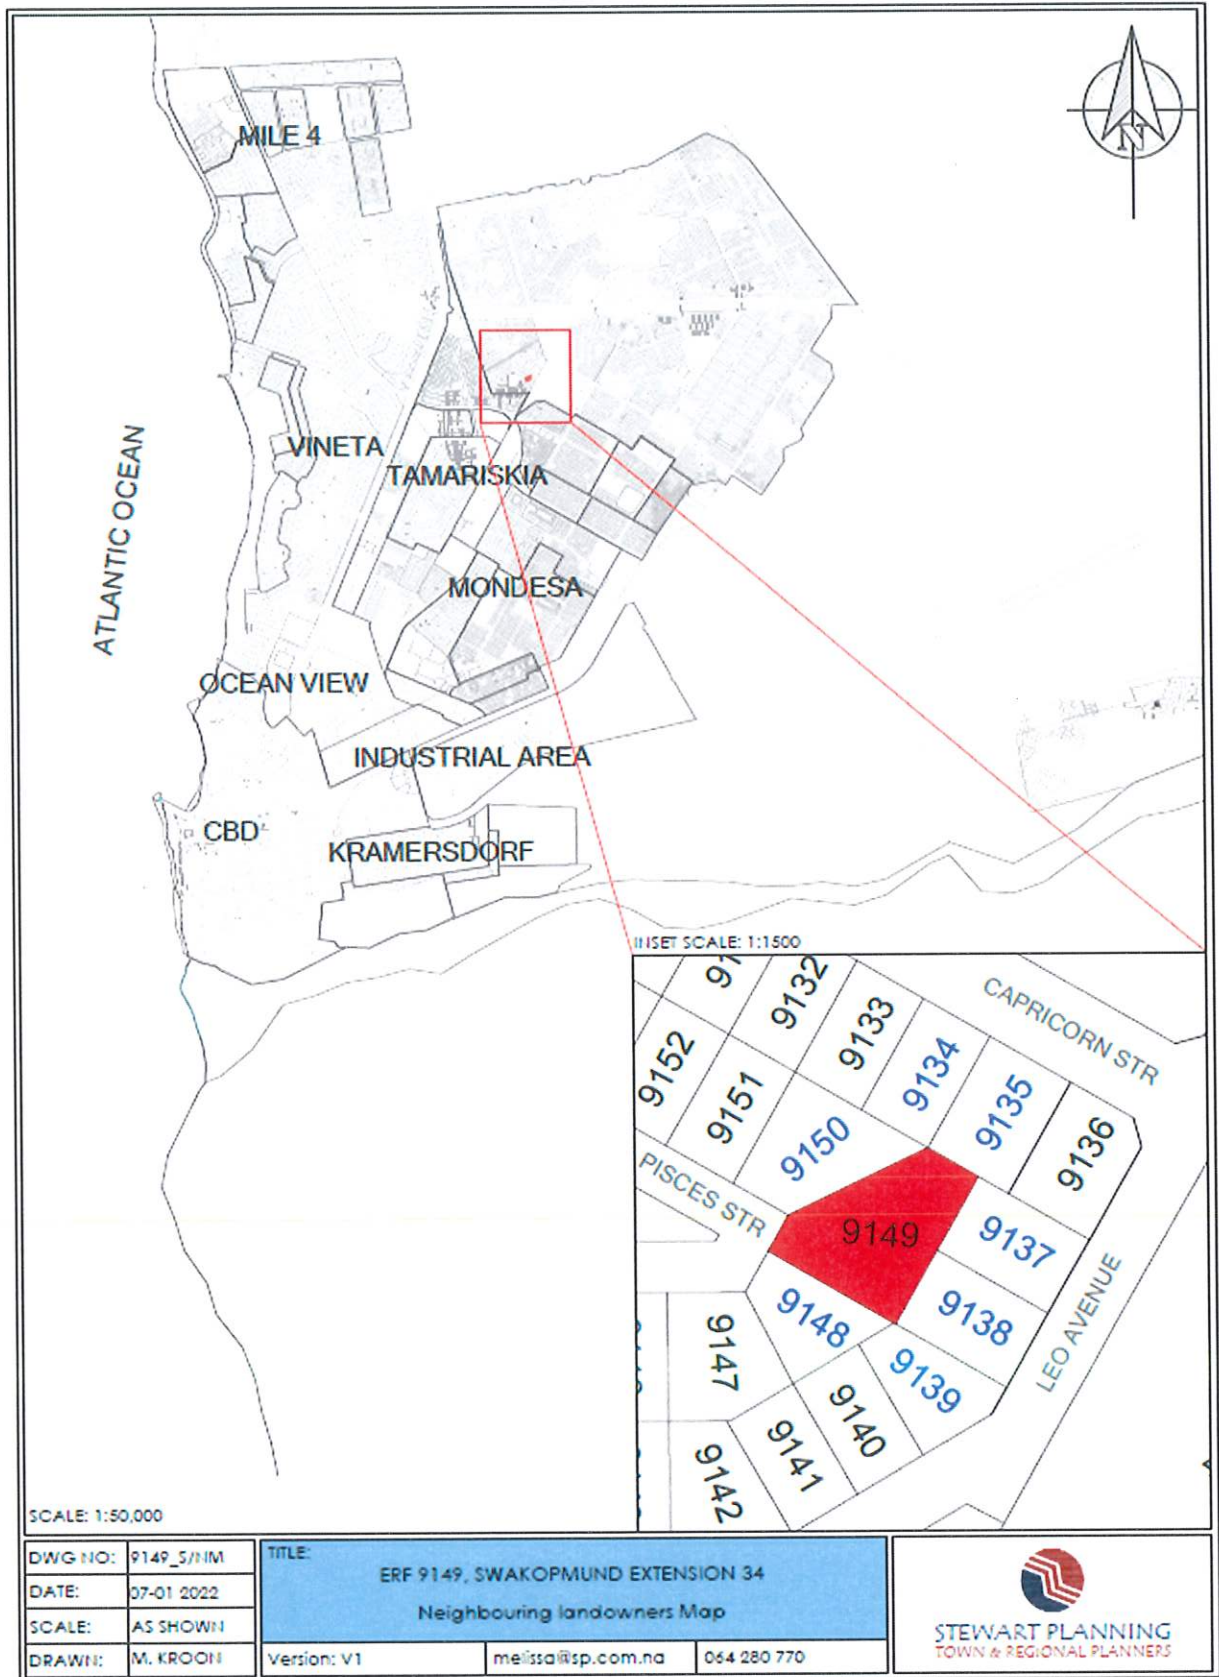 N
MILE 4
VINETA
TAMARISKIA
ATLANTIC OCEAN
MONDESA
OCEAN VIEW
INDUSTRIAL AREA
CBD
KRAMERSDORF
INSET SCALE: 1:1500
CAPRICORN STR
9132
9133
9134
9135
9136
9152
9151
9150
PISCES STR
9149
9137
9138
9148
9139
LEO AVENUE
9147
9140
9141
9142
SCALE: 1:50,000
DWG NO: 9149_S/NM
DATE: 07-01 2022
SCALE: AS SHOWN
DRAWN: M. KROON
TITLE:
ERF 9149, SWAKOPMUND EXTENSION 34
Neighbouring landowners Map
Version: V1 melissa@sp.com.na 064 280 770
STEWART PLANNING
TOWN & REGIONAL PLANNERS